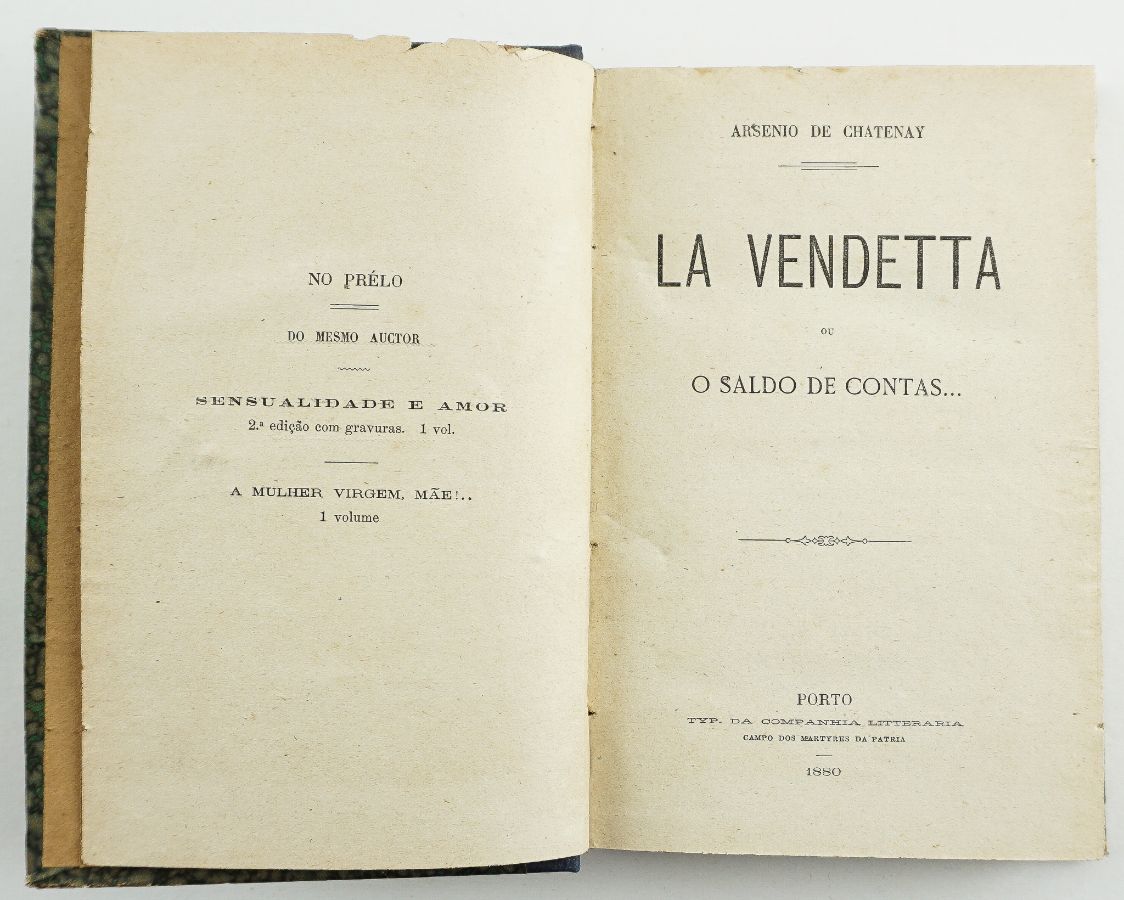 NO PRÉLO
DO MESMO AUCTOR
SENSUALIDADE E AMOR
2.ª edição com gravuras. 1 vol.
A MULHER VIRGEM, MÃE!..
1 volume
ARSENIO DE CHATENAY
LA VENDETTA
OU
O SALDO DE CONTAS...
PORTO
TYP. DA COMPANHIA LITTERARIA
CAMPO DOS MARTYRES DA PATRIA
1880